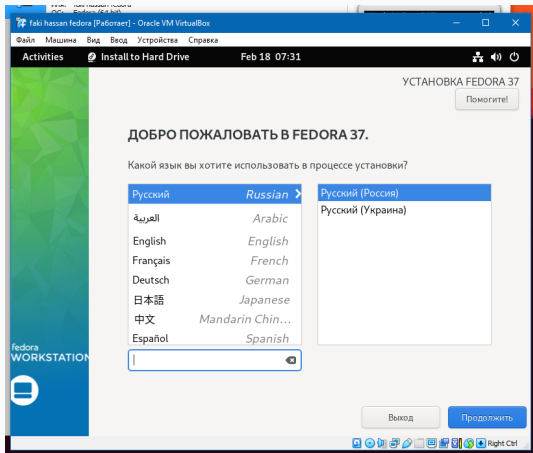 faki hassan fedora [Работает] - Oracle VM VirtualBox
Файл Машина Вид Ввод Устройства Справка
Activities Install to Hard Drive Feb 18 07:31
УСТАНОВКА FEDORA 37
Помогите!
ДОБРО ПОЖАЛОВАТЬ В FEDORA 37.
Какой язык вы хотите использовать в процессе установки?
Русский Russian Русский (Россия)
العربية Arabic Русский (Украина)
English English
Français French
Deutsch German
日本語 Japanese
中文 Mandarin Chin...
Español Spanish
fedora
WORKSTATION
Выход Продолжить
Right Ctrl